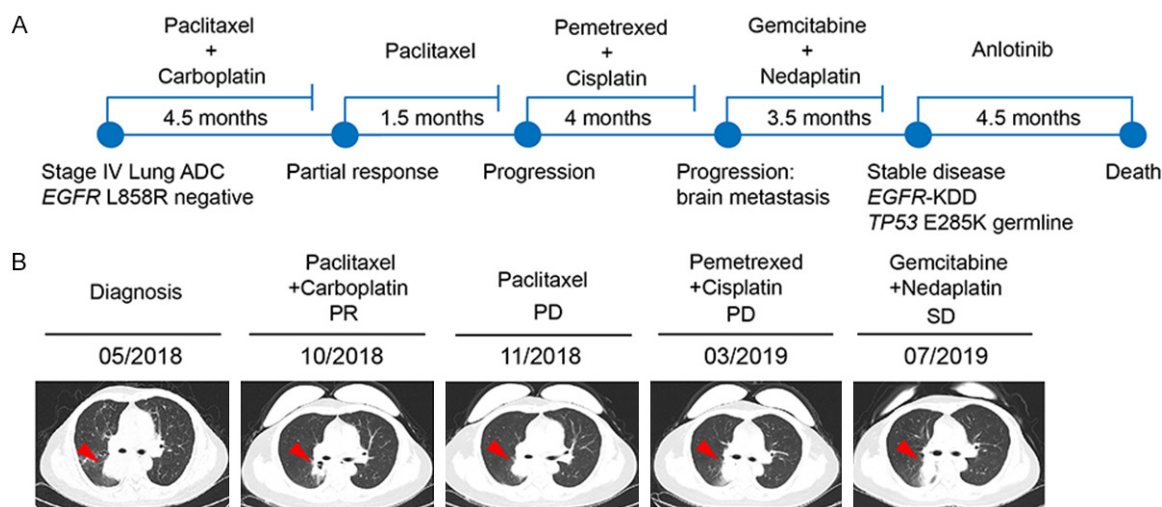 A
Paclitaxel
+
Carboplatin
4.5 months
Paclitaxel
1.5 months
Pemetrexed
+
Cisplatin
4 months
Gemcitabine
+
Nedaplatin
3.5 months
Anlotinib
4.5 months
Stage IV Lung ADC
EGFR L858R negative
Partial response
Progression
Progression:
brain metastasis
Stable disease
EGFR-KDD
TP53 E285K germline
Death
B
Diagnosis
05/2018
Paclitaxel
+Carboplatin
PR
10/2018
Paclitaxel
PD
11/2018
Pemetrexed
+Cisplatin
PD
03/2019
Gemcitabine
+Nedaplatin
SD
07/2019